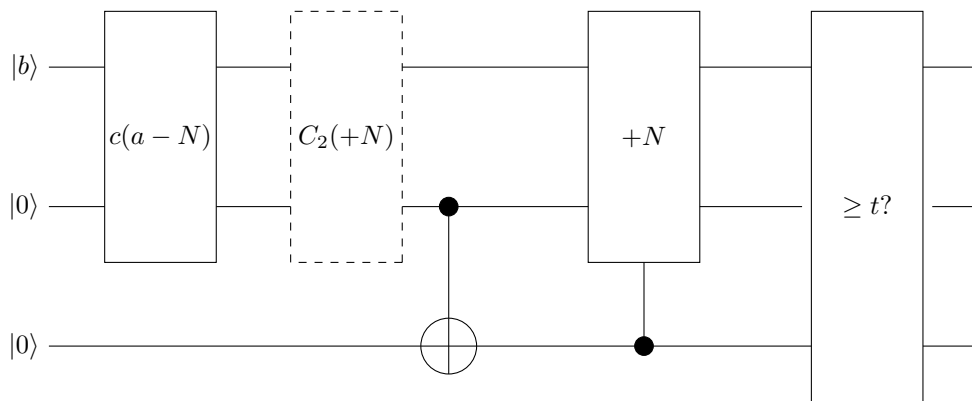 |b⟩
c(a − N)
C₂(+N)
+N
≥ t?
|0⟩
|0⟩